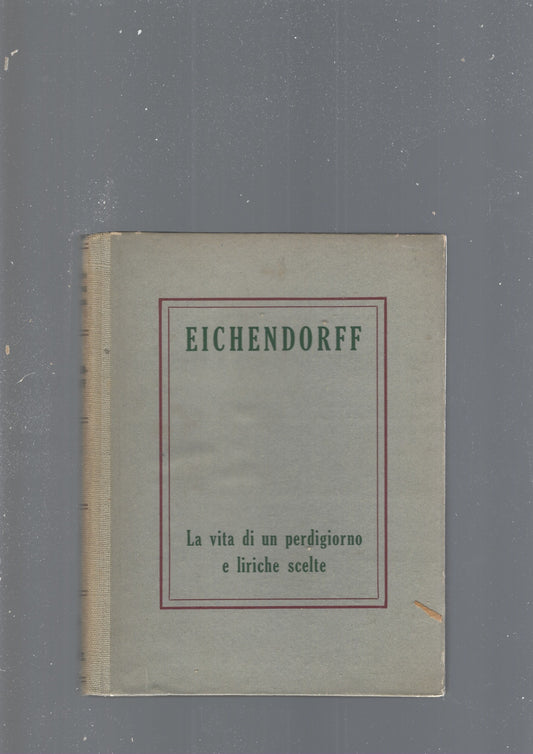 EICHENDORFF
La vita di un perdigiorno
e liriche scelte